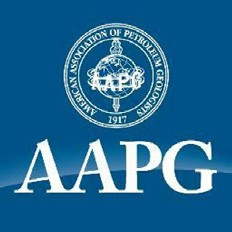 AMERICAN ASSOCIATION OF PETROLEUM GEOLOGISTS
AAPG
1917
AAPG